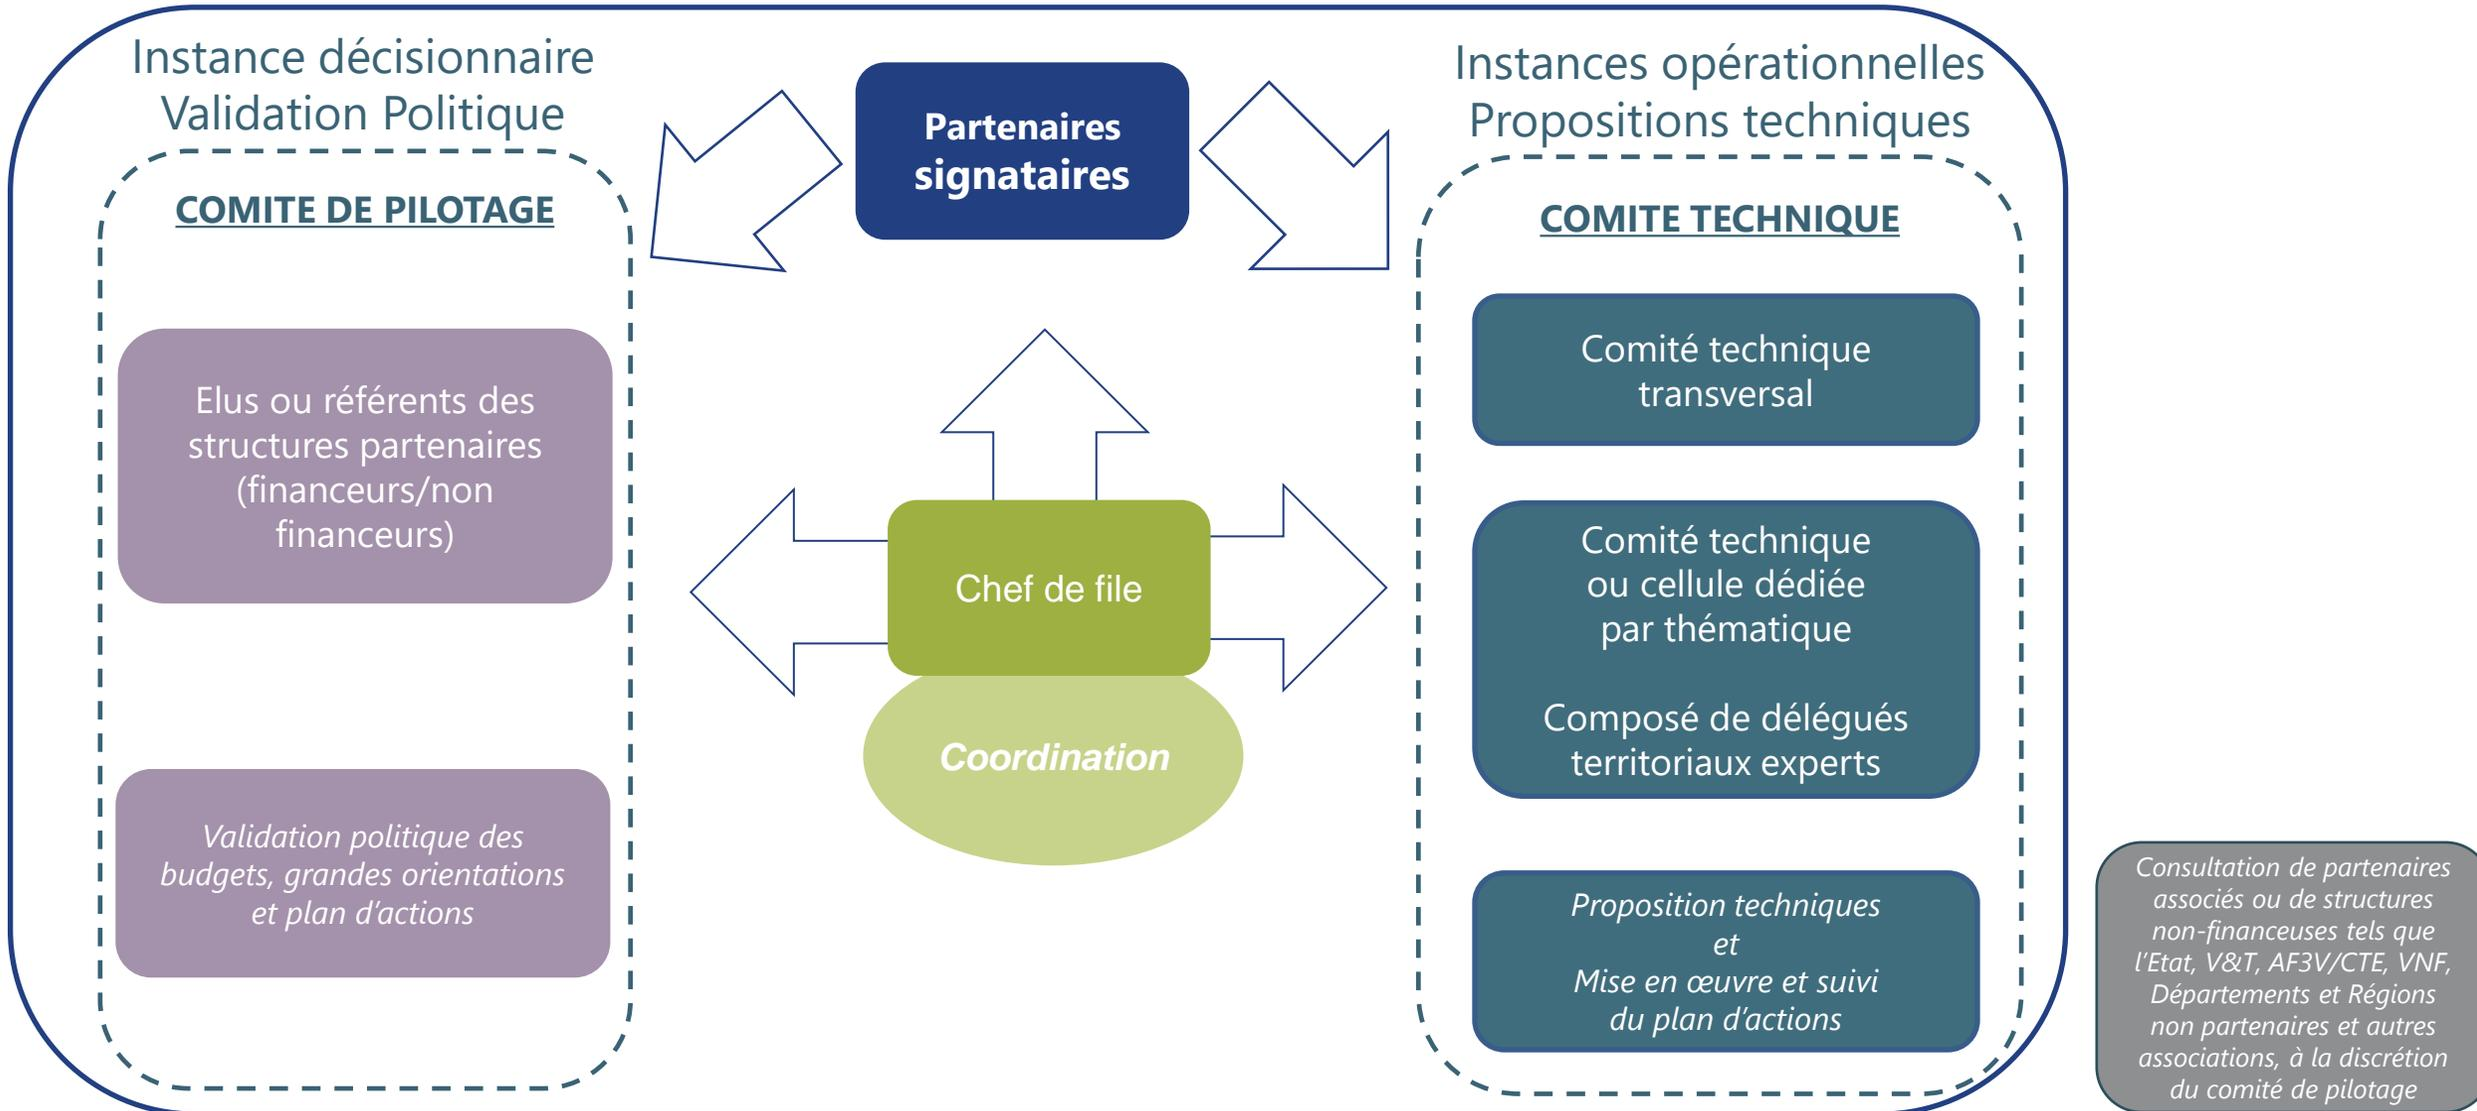 Instance décisionnaire
Validation Politique
COMITE DE PILOTAGE
Elus ou référents des
structures partenaires
(financeurs/non
financeurs)
Validation politique des
budgets, grandes orientations
et plan d'actions
Partenaires
signataires
Chef de file
Coordination
Instances opérationnelles
Propositions techniques
COMITE TECHNIQUE
Comité technique
transversal
Comité technique
ou cellule dédiée
par thématique
Composé de délégués
territoriaux experts
Proposition techniques
et
Mise en œuvre et suivi
du plan d'actions
Consultation de partenaires
associés ou de structures
non-financeuses tels que
l'Etat, V&T, AF3V/CTE, VNF,
Départements et Régions
non partenaires et autres
associations, à la discrétion
du comité de pilotage